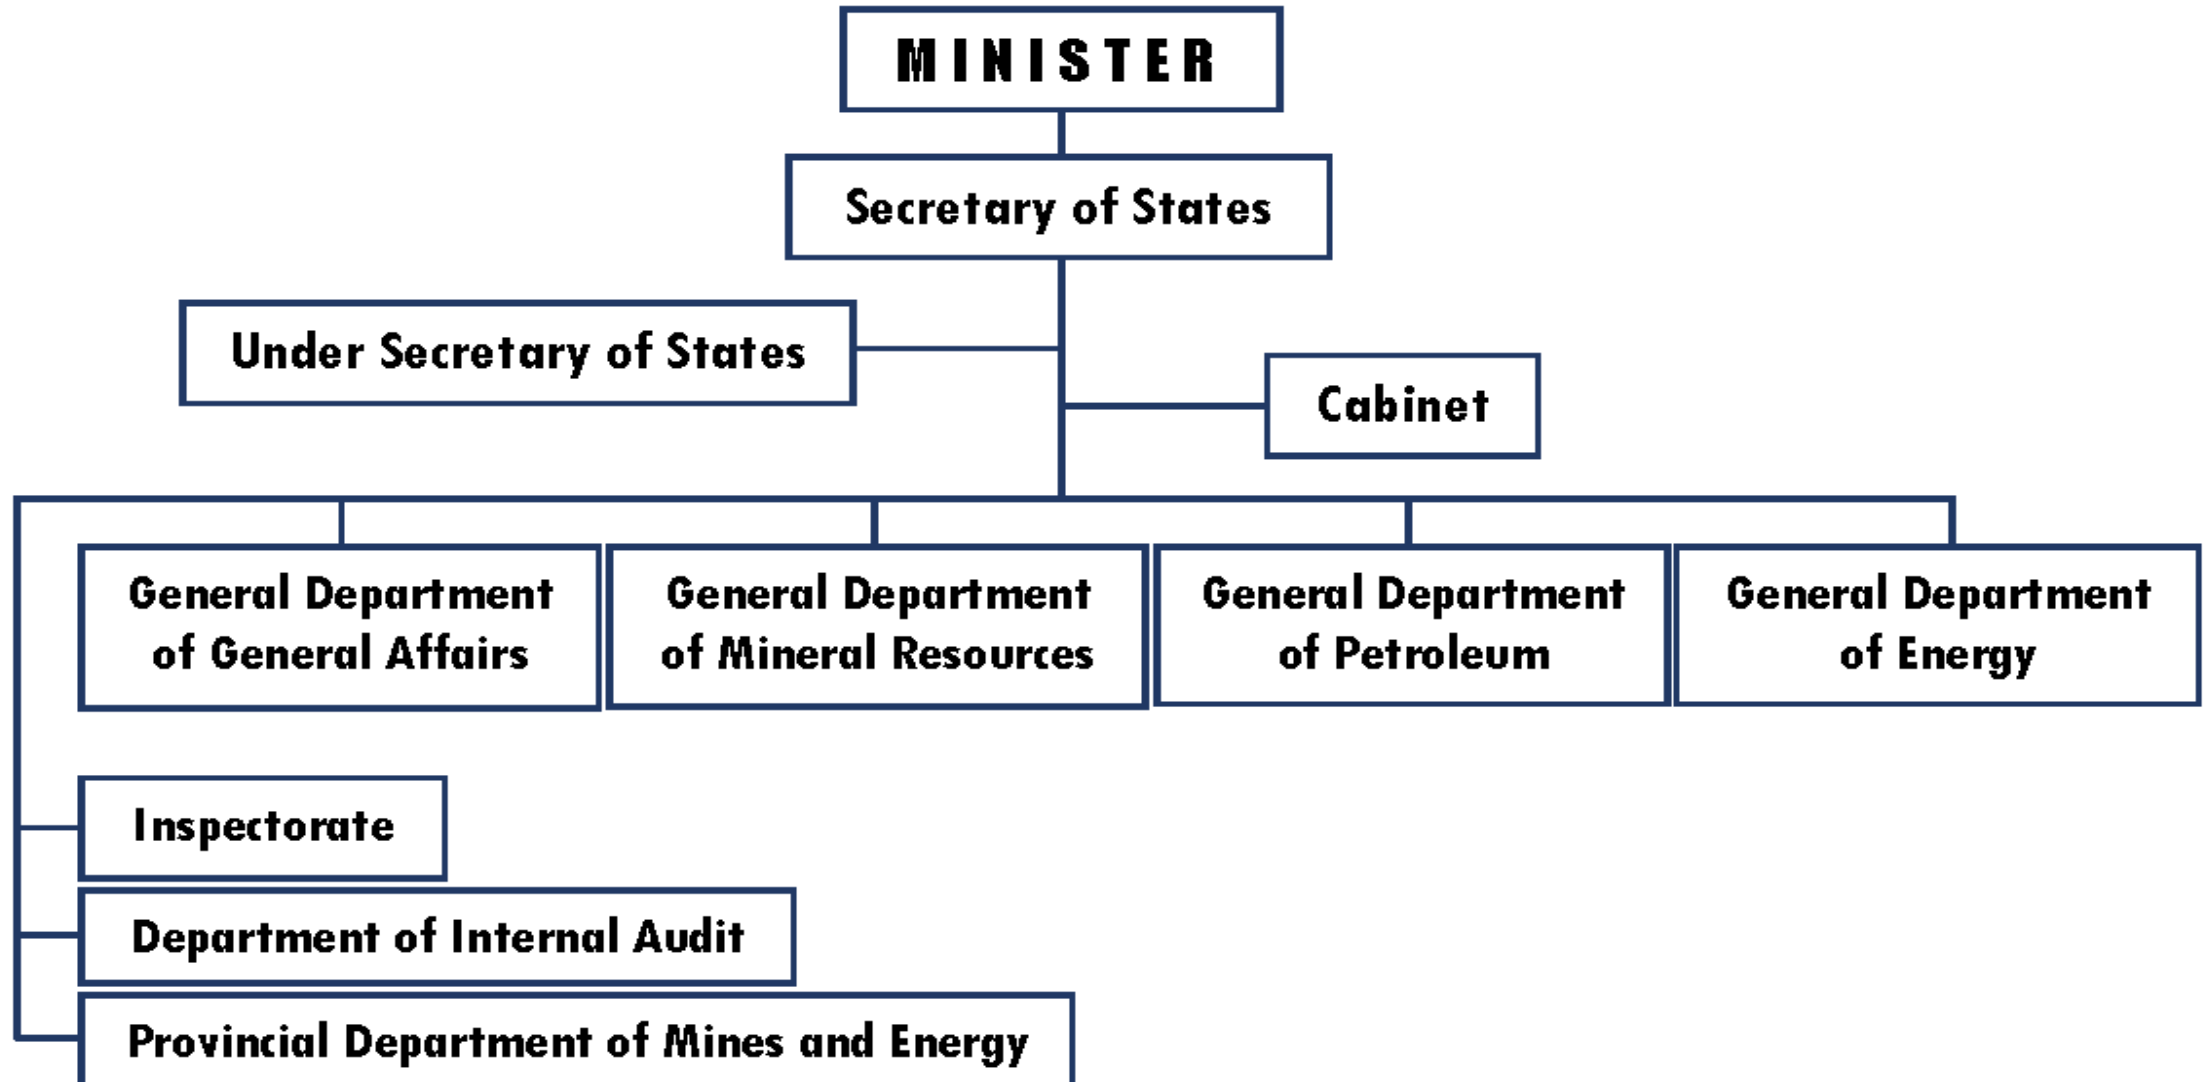 MINISTER
Secretary of States
Under Secretary of States
Cabinet
General Department
of General Affairs
General Department
of Mineral Resources
General Department
of Petroleum
General Department
of Energy
Inspectorate
Department of Internal Audit
Provincial Department of Mines and Energy